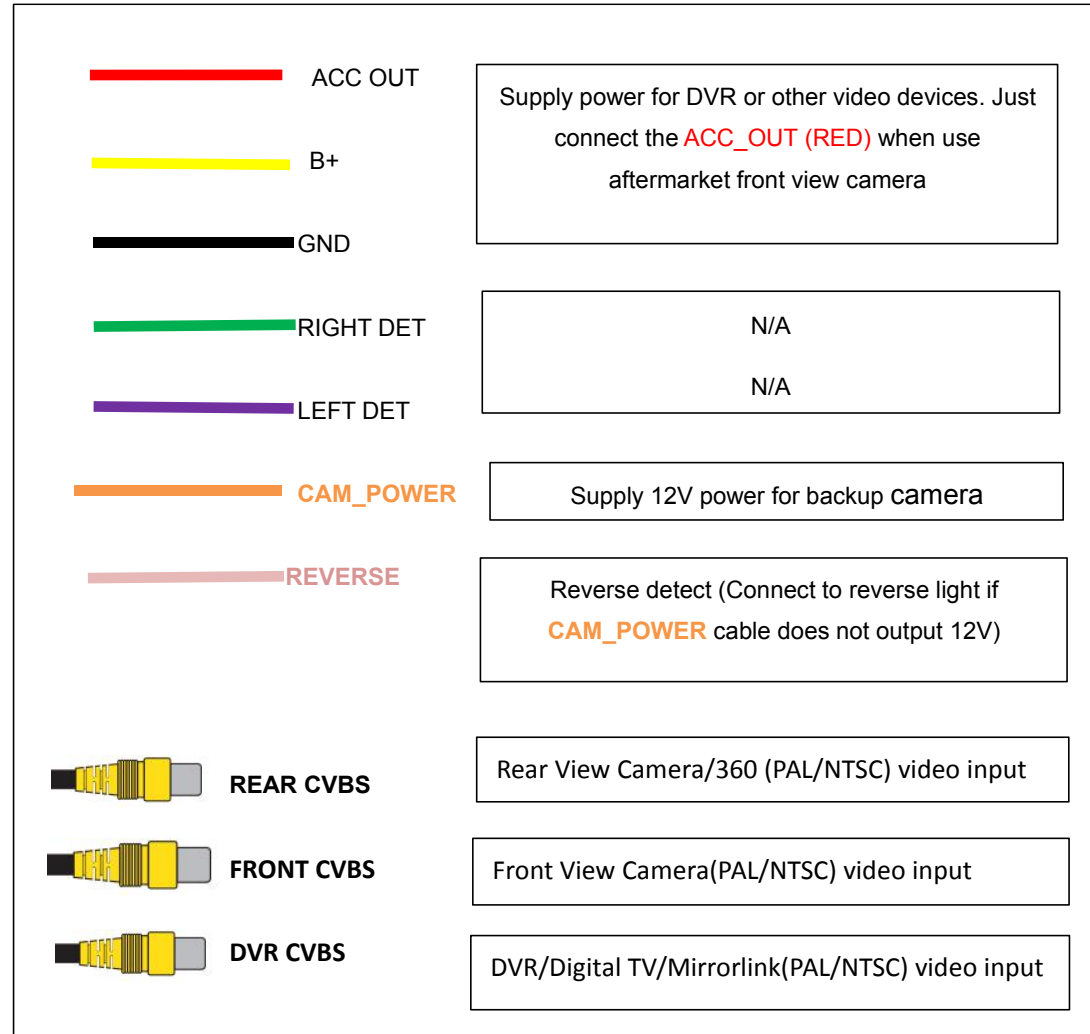 ACC OUT
Supply power for DVR or other video devices. Just
connect the ACC_OUT (RED) when use
aftermarket front view camera
B+
GND
RIGHT DET
N/A
LEFT DET
N/A
CAM_POWER
Supply 12V power for backup camera
REVERSE
Reverse detect (Connect to reverse light if
CAM_POWER cable does not output 12V)
REAR CVBS
Rear View Camera/360 (PAL/NTSC) video input
FRONT CVBS
Front View Camera(PAL/NTSC) video input
DVR CVBS
DVR/Digital TV/Mirrorlink(PAL/NTSC) video input